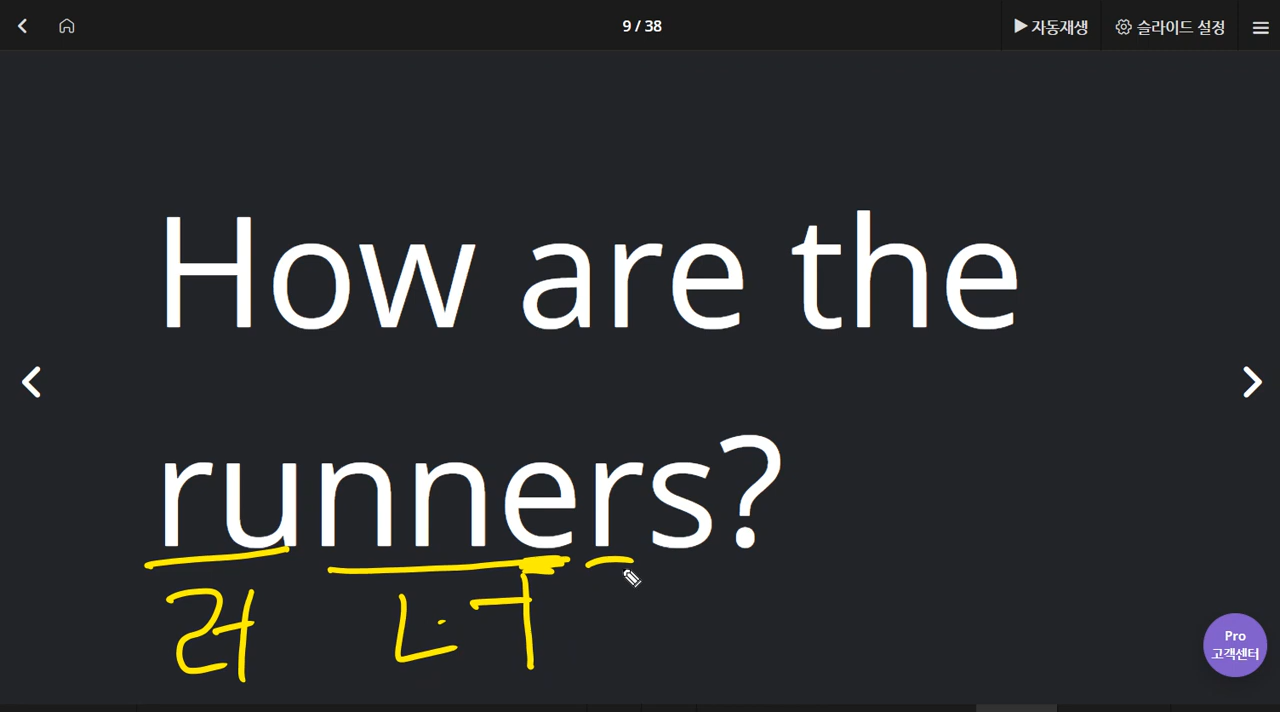 9 / 38
▶ 자동재생
슬라이드 설정
How are the
runners?
러 너
Pro
고객센터